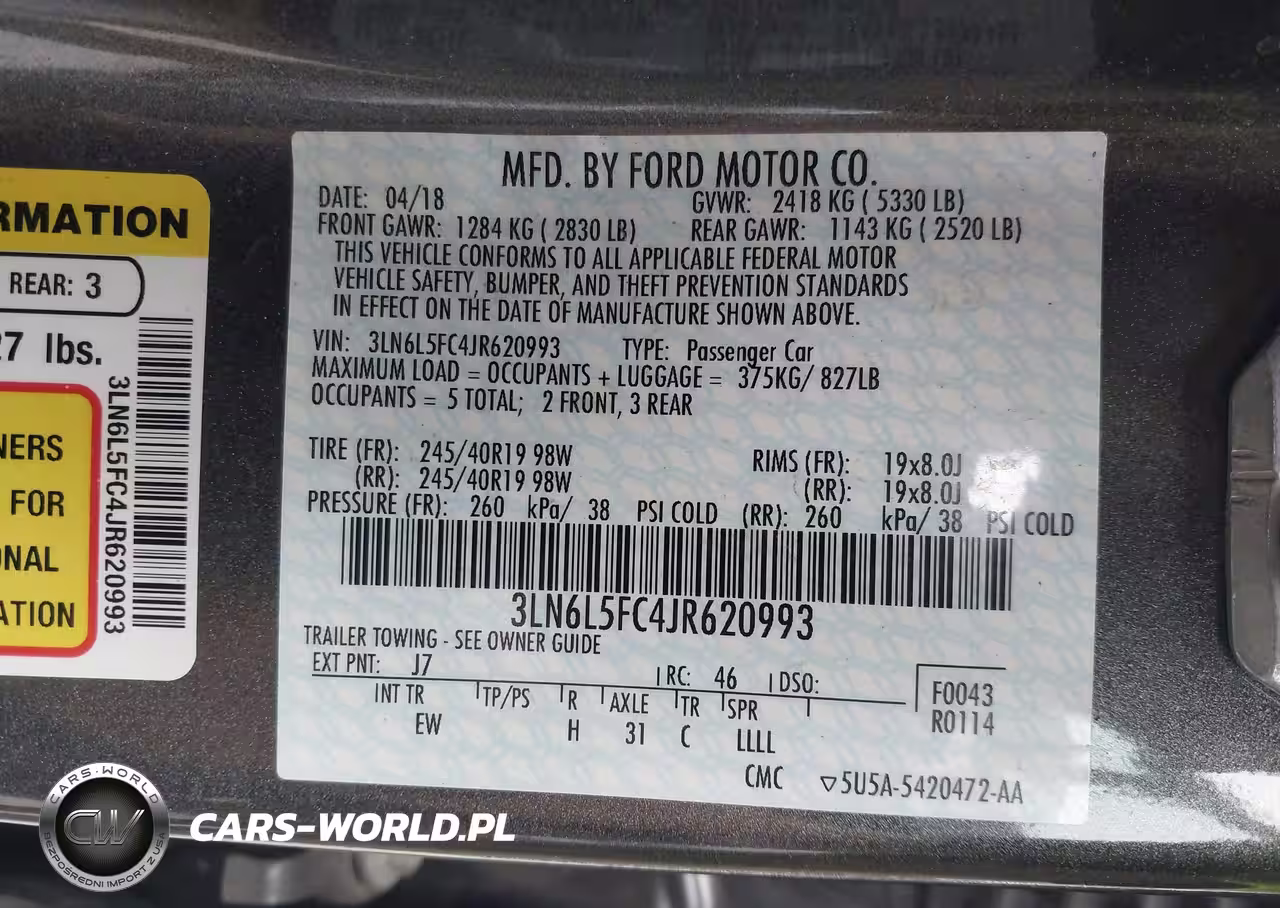 RMATION
REAR: 3
27 lbs.
NERS
FOR
ONAL
ATION
3LN6L5FC4JR620993
MFD. BY FORD MOTOR CO.
DATE: 04/18 GVWR: 2418 KG ( 5330 LB)
FRONT GAWR: 1284 KG ( 2830 LB) REAR GAWR: 1143 KG ( 2520 LB)
THIS VEHICLE CONFORMS TO ALL APPLICABLE FEDERAL MOTOR
VEHICLE SAFETY, BUMPER, AND THEFT PREVENTION STANDARDS
IN EFFECT ON THE DATE OF MANUFACTURE SHOWN ABOVE.
VIN: 3LN6L5FC4JR620993 TYPE: Passenger Car
MAXIMUM LOAD = OCCUPANTS + LUGGAGE = 375KG/ 827LB
OCCUPANTS = 5 TOTAL; 2 FRONT, 3 REAR
TIRE (FR): 245/40R19 98W RIMS (FR): 19x8.0J
(RR): 245/40R19 98W (RR): 19x8.0J
PRESSURE (FR): 260 kPa/ 38 PSI COLD (RR): 260 kPa/ 38 PSI COLD
3LN6L5FC4JR620993
TRAILER TOWING - SEE OWNER GUIDE
EXT PNT: J7 RC: 46 DSO:
INT TR TP/PS R AXLE TR SPR
EW H 31 C LLLL
F0043
R0114
CMC ▽5U5A-5420472-AA
CARS-WORLD
CW
BEZPOŚREDNI IMPORT Z USA
CARS-WORLD.PL